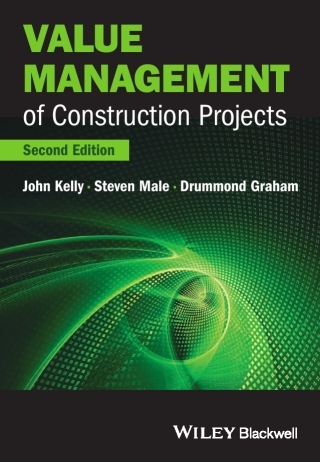 VALUE
MANAGEMENT
of Construction Projects
Second Edition
John Kelly · Steven Male · Drummond Graham
WILEY Blackwell